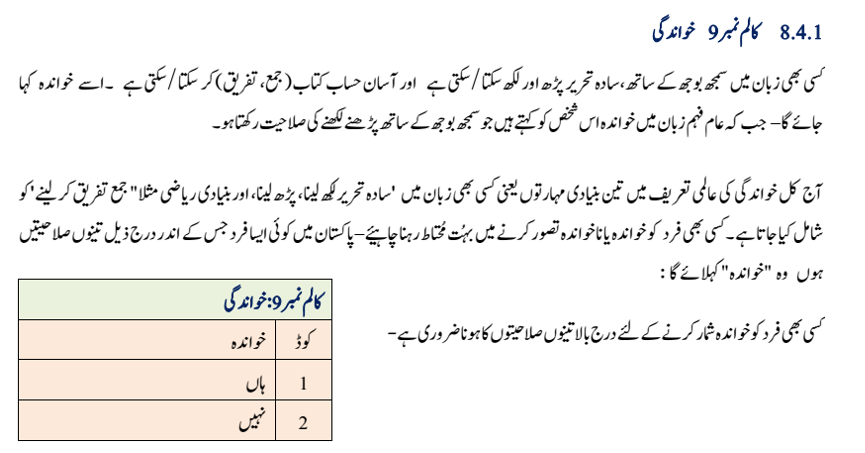 8.4.1 کالم نمبر 9 خواندگی
کسی بھی زبان میں سمجھ بوجھ کے ساتھ، سادہ تحریر پڑھ اور لکھ سکتا/سکتی ہے اور آسان حساب کتاب (جمع، تفریق) کر سکتا/سکتی ہے ۔ اسے خواندہ کہا
جائے گا– جب کہ عام فہم زبان میں خواندہ اس شخص کو کہتے ہیں جو سمجھ بوجھ کے ساتھ پڑھنے لکھنے کی صلاحیت رکھتا ہو۔
آج کل خواندگی کی عالمی تعریف میں تین بنیادی مہارتوں یعنی کسی بھی زبان میں 'سادہ تحریر لکھ لینا، پڑھ لینا، اور بنیادی ریاضی مثلا" جمع تفریق کر لینے' کو
شامل کیا جاتا ہے۔ کسی بھی فرد کو خواندہ یا ناخواندہ تصور کرنے میں بہُت مُحتاط رہنا چاہیئے– پاکستان میں کوئی ایسا فرد جس کے اندر درج ذیل تینوں صلاحیتیں
ہوں وہ "خواندہ" کہلائے گا :
کسی بھی فرد کو خواندہ شمار کرنے کے لئے درج بالا تینوں صلاحیتوں کا ہونا ضروری ہے-
کالم نمبر 9: خواندگی
کوڈ خواندہ
1 ہاں
2 نہیں